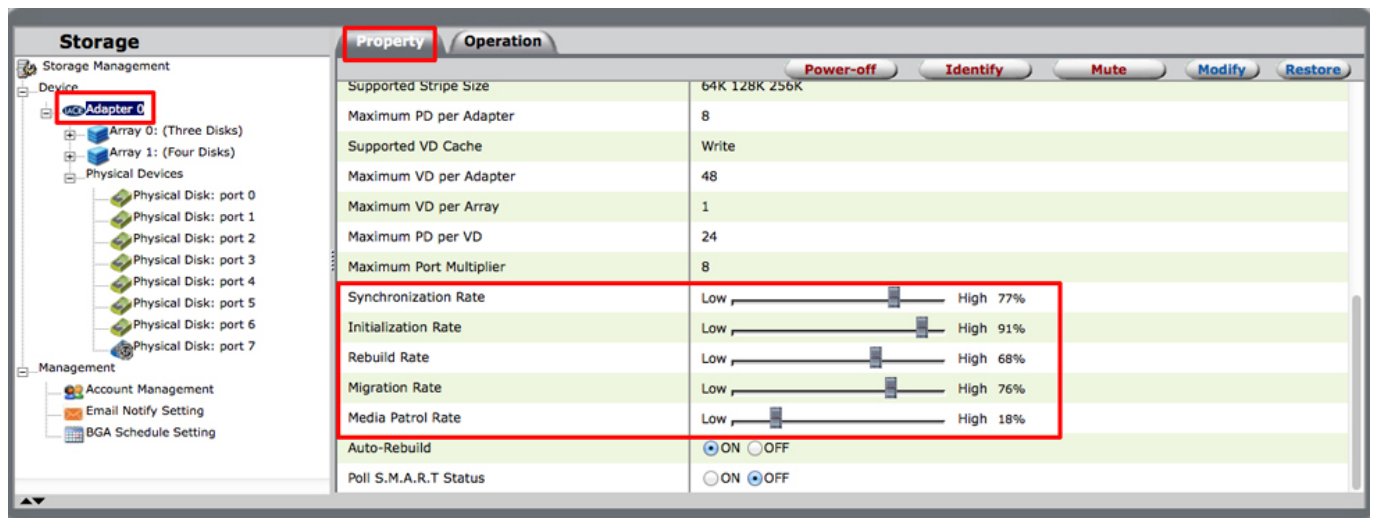 Storage
Storage Management
Device
Adapter 0
Array 0: (Three Disks)
Array 1: (Four Disks)
Physical Devices
Physical Disk: port 0
Physical Disk: port 1
Physical Disk: port 2
Physical Disk: port 3
Physical Disk: port 4
Physical Disk: port 5
Physical Disk: port 6
Physical Disk: port 7
Management
Account Management
Email Notify Setting
BGA Schedule Setting
Property Operation
Power-off Identify Mute Modify Restore
Supported Stripe Size 64K 128K 256K
Maximum PD per Adapter 8
Supported VD Cache Write
Maximum VD per Adapter 48
Maximum VD per Array 1
Maximum PD per VD 24
Maximum Port Multiplier 8
Synchronization Rate Low High 77%
Initialization Rate Low High 91%
Rebuild Rate Low High 68%
Migration Rate Low High 76%
Media Patrol Rate Low High 18%
Auto-Rebuild ON OFF
Poll S.M.A.R.T Status ON OFF